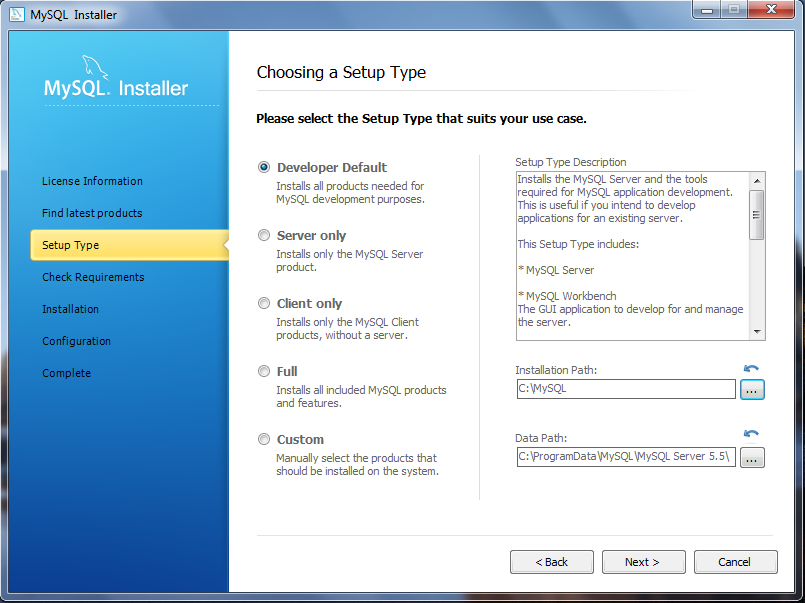 MySQL Installer
MySQL. Installer
License Information
Find latest products
Setup Type
Check Requirements
Installation
Configuration
Complete
Choosing a Setup Type
Please select the Setup Type that suits your use case.
Developer Default
Installs all products needed for
MySQL development purposes.
Server only
Installs only the MySQL Server
product.
Client only
Installs only the MySQL Client
products, without a server.
Full
Installs all included MySQL products
and features.
Custom
Manually select the products that
should be installed on the system.
Setup Type Description
Installs the MySQL Server and the tools
required for MySQL application development.
This is useful if you intend to develop
applications for an existing server.
This Setup Type includes:
* MySQL Server
* MySQL Workbench
The GUI application to develop for and manage
the server.
Installation Path:
C:\MySQL
...
Data Path:
C:\ProgramData\MySQL\MySQL Server 5.5\
...
< Back
Next >
Cancel